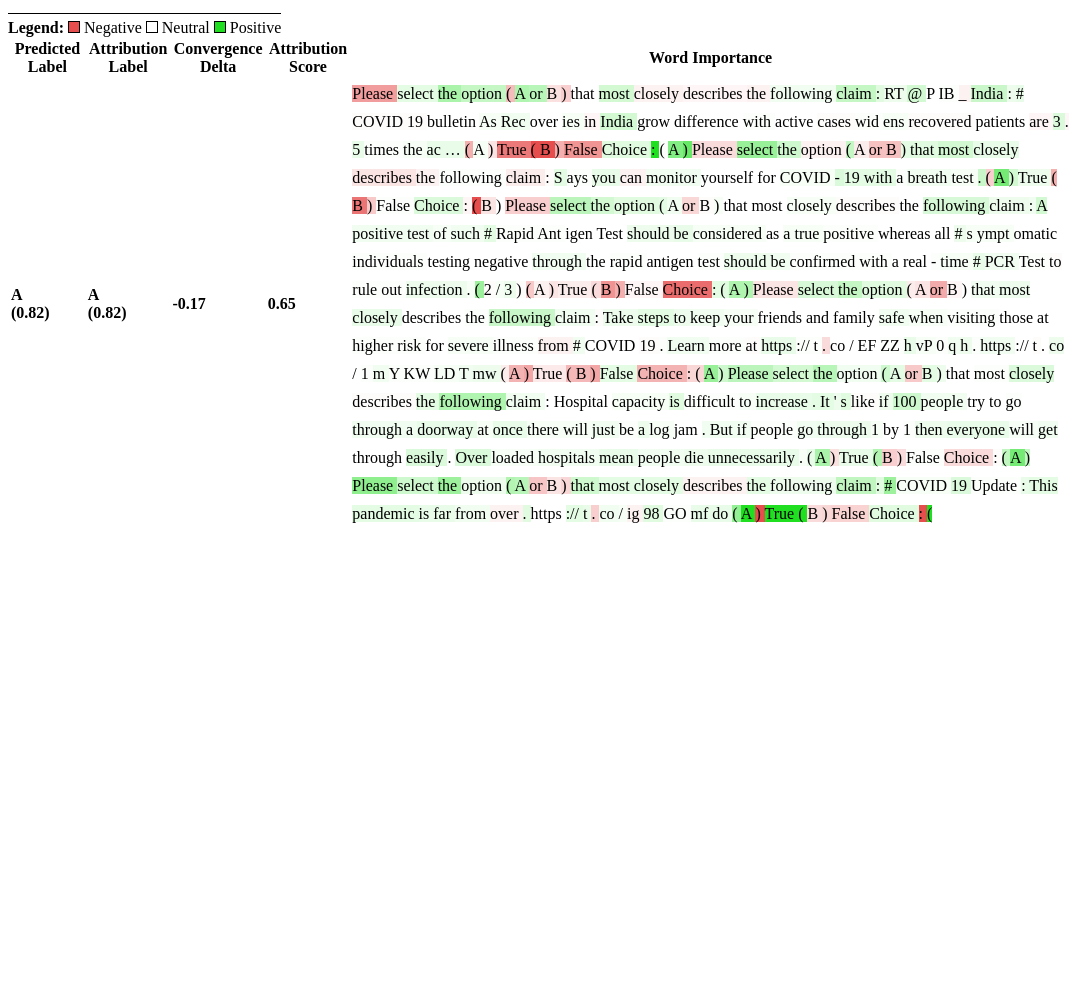 Legend: Negative Neutral Positive
Predicted Label Attribution Label Convergence Delta Attribution Score Word Importance
A (0.82) A (0.82) -0.17 0.65
Please select the option ( A or B ) that most closely describes the following claim : RT @ P IB _ India : #
COVID 19 bulletin As Rec over ies in India grow difference with active cases wid ens recovered patients are 3 .
5 times the ac … ( A ) True ( B ) False Choice : ( A ) Please select the option ( A or B ) that most closely
describes the following claim : S ays you can monitor yourself for COVID - 19 with a breath test . ( A ) True (
B ) False Choice : ( B ) Please select the option ( A or B ) that most closely describes the following claim : A
positive test of such # Rapid Ant igen Test should be considered as a true positive whereas all # s ympt omatic
individuals testing negative through the rapid antigen test should be confirmed with a real - time # PCR Test to
rule out infection . ( 2 / 3 ) ( A ) True ( B ) False Choice : ( A ) Please select the option ( A or B ) that most
closely describes the following claim : Take steps to keep your friends and family safe when visiting those at
higher risk for severe illness from # COVID 19 . Learn more at https :// t . co / EF ZZ h vP 0 q h . https :// t . co
/ 1 m Y KW LD T mw ( A ) True ( B ) False Choice : ( A ) Please select the option ( A or B ) that most closely
describes the following claim : Hospital capacity is difficult to increase . It ' s like if 100 people try to go
through a doorway at once there will just be a log jam . But if people go through 1 by 1 then everyone will get
through easily . Over loaded hospitals mean people die unnecessarily . ( A ) True ( B ) False Choice : ( A )
Please select the option ( A or B ) that most closely describes the following claim : # COVID 19 Update : This
pandemic is far from over . https :// t . co / ig 98 GO mf do ( A ) True ( B ) False Choice : (